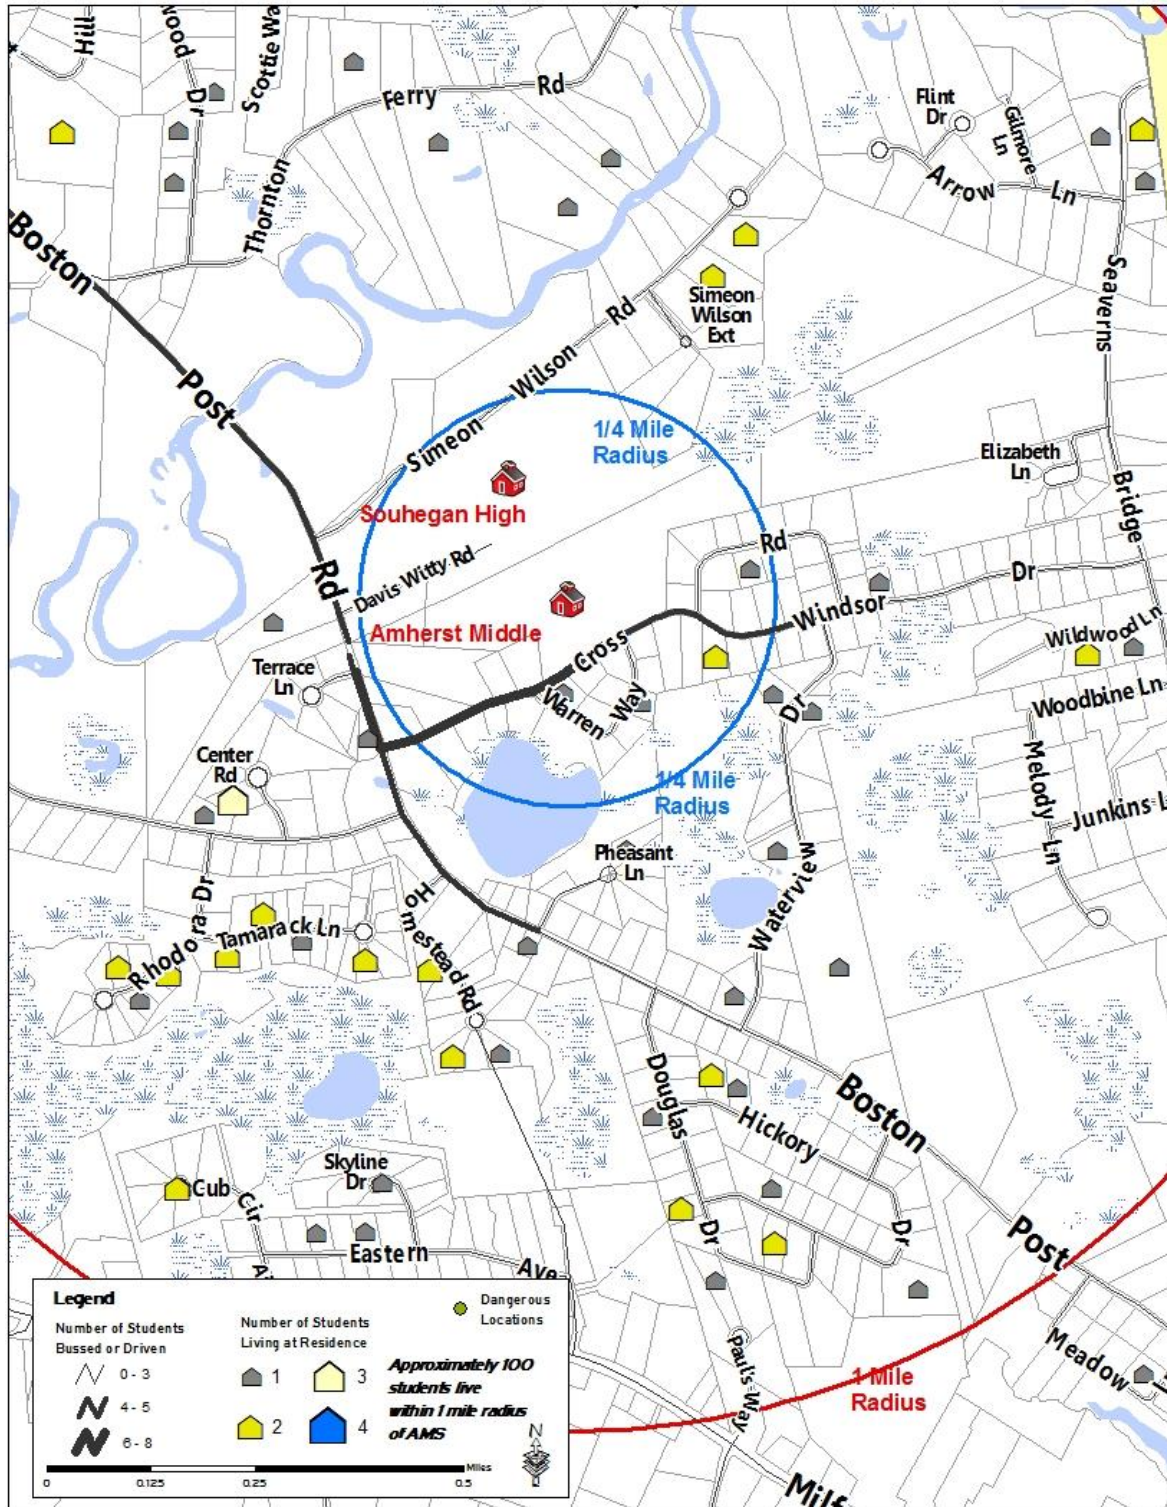 Hill
wood
Dr
Scottie Wa
Ferry
Rd
Thornton
Flint
Dr
Gilmore
Ln
Arrow
Ln
Boston
Post
Rd
Simeon
Wilson
Ext
Simeon
Wilson
Rd
Seaverns
Bridge
1/4 Mile
Radius
Elizabeth
Ln
Souhegan High
Davis Witty Rd
Rd
Amherst Middle
Cross
Windsor
Dr
Wildwood Ln
Terrace
Ln
Warren
Way
Dr
Woodbine Ln
Melody
Ln
Junkins L
Center
Rd
1/4 Mile
Radius
Pheasant
Ln
Waterview
Ho
mestead Rd
Rhodora Dr
Tamarack Ln
Douglas
Dr
Hickory
Dr
Boston
Post
Cub
Cir
Skyline
Dr
Eastern
Ave
Paul's Way
1 Mile
Radius
Meadow
Milf
Legend
Number of Students
Bussed or Driven
0 - 3
4 - 5
6 - 8
Number of Students
Living at Residence
1
2
3
4
Dangerous
Locations
Approximately 100
students live
within 1 mile radius
of AMS
N
Miles
0
0.125
0.25
0.5